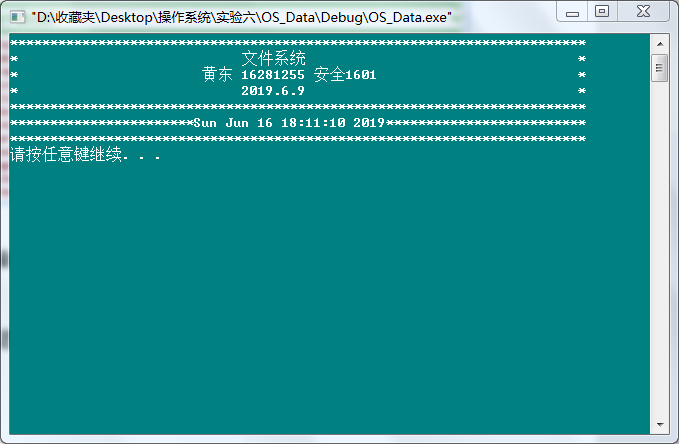 "D:\收藏夹\Desktop\操作系统\实验六\OS_Data\Debug\OS_Data.exe"
************************************************************************
* 文件系统 *
* 黄东 16281255 安全1601 *
* 2019.6.9 *
************************************************************************
***********************Sun Jun 16 18:11:10 2019*************************
************************************************************************
请按任意键继续. . .